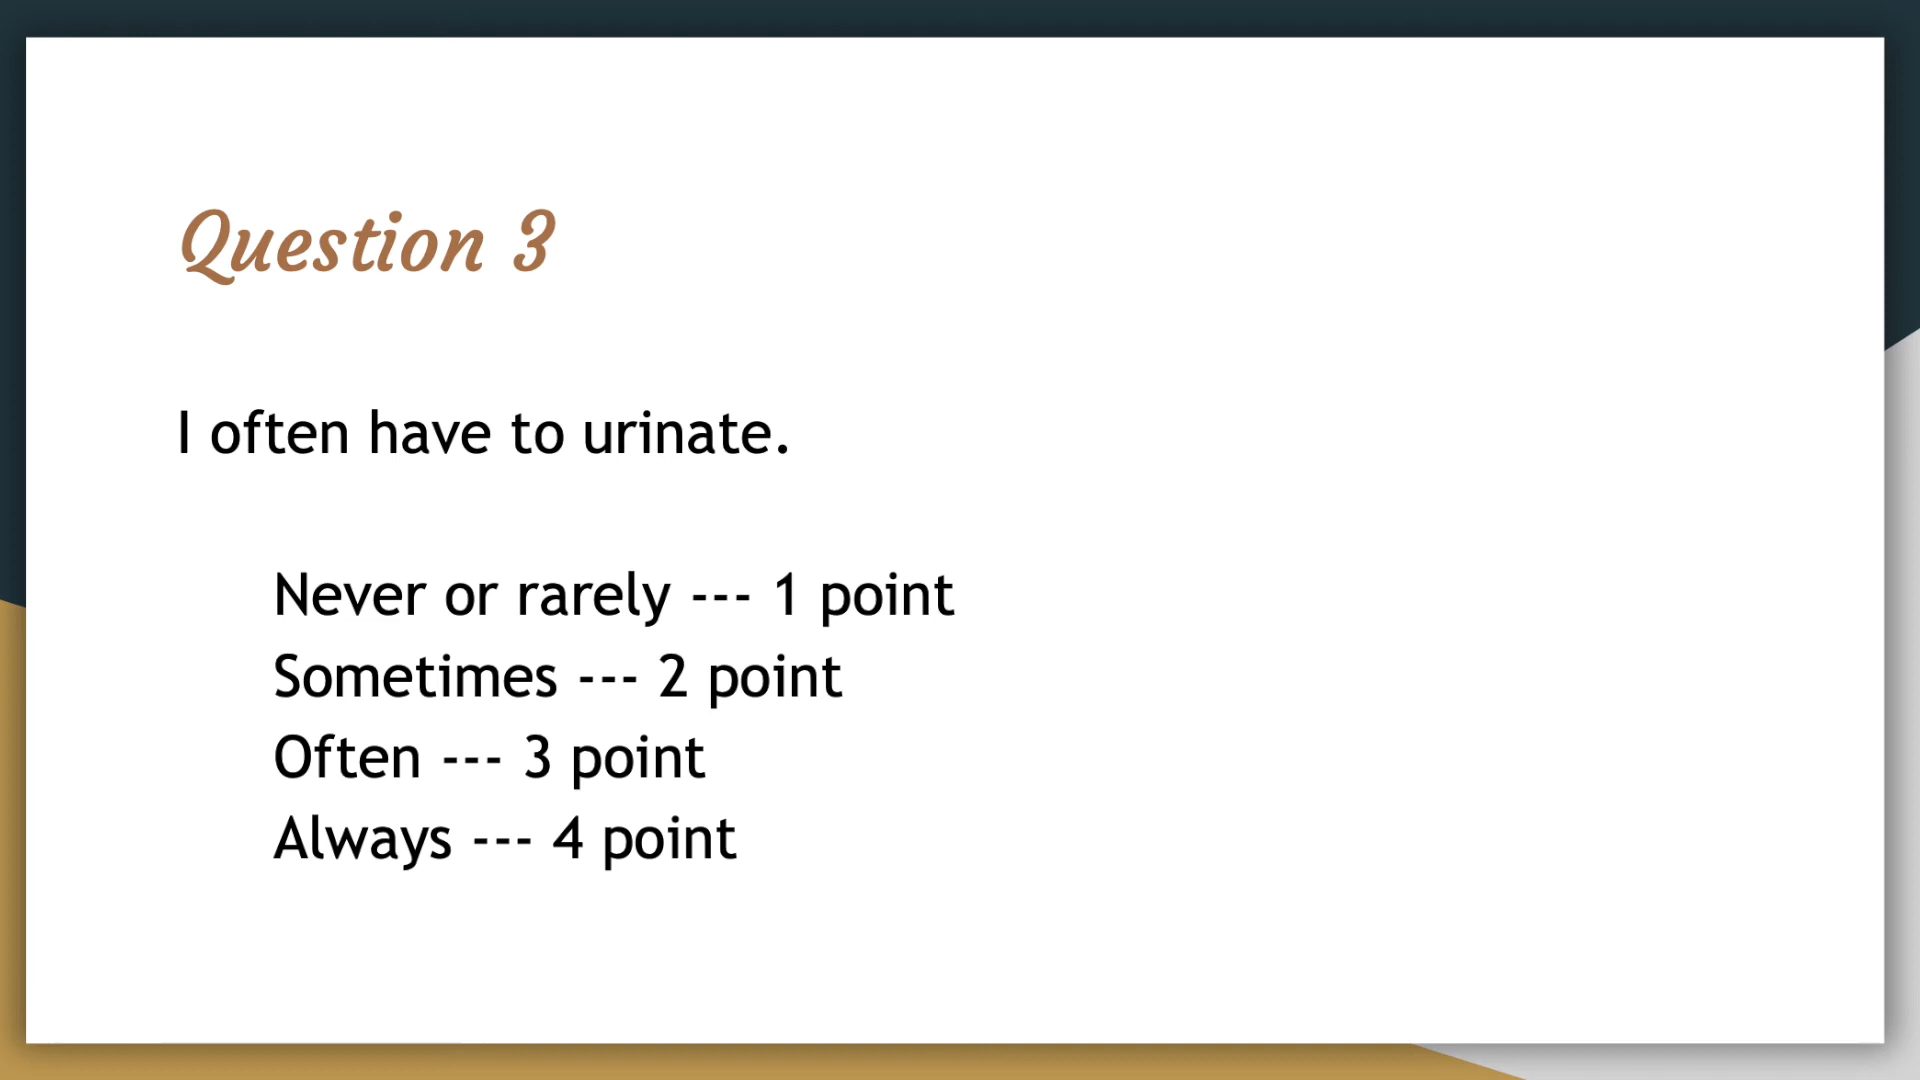 Question 3
I often have to urinate.
Never or rarely --- 1 point
Sometimes --- 2 point
Often --- 3 point
Always --- 4 point